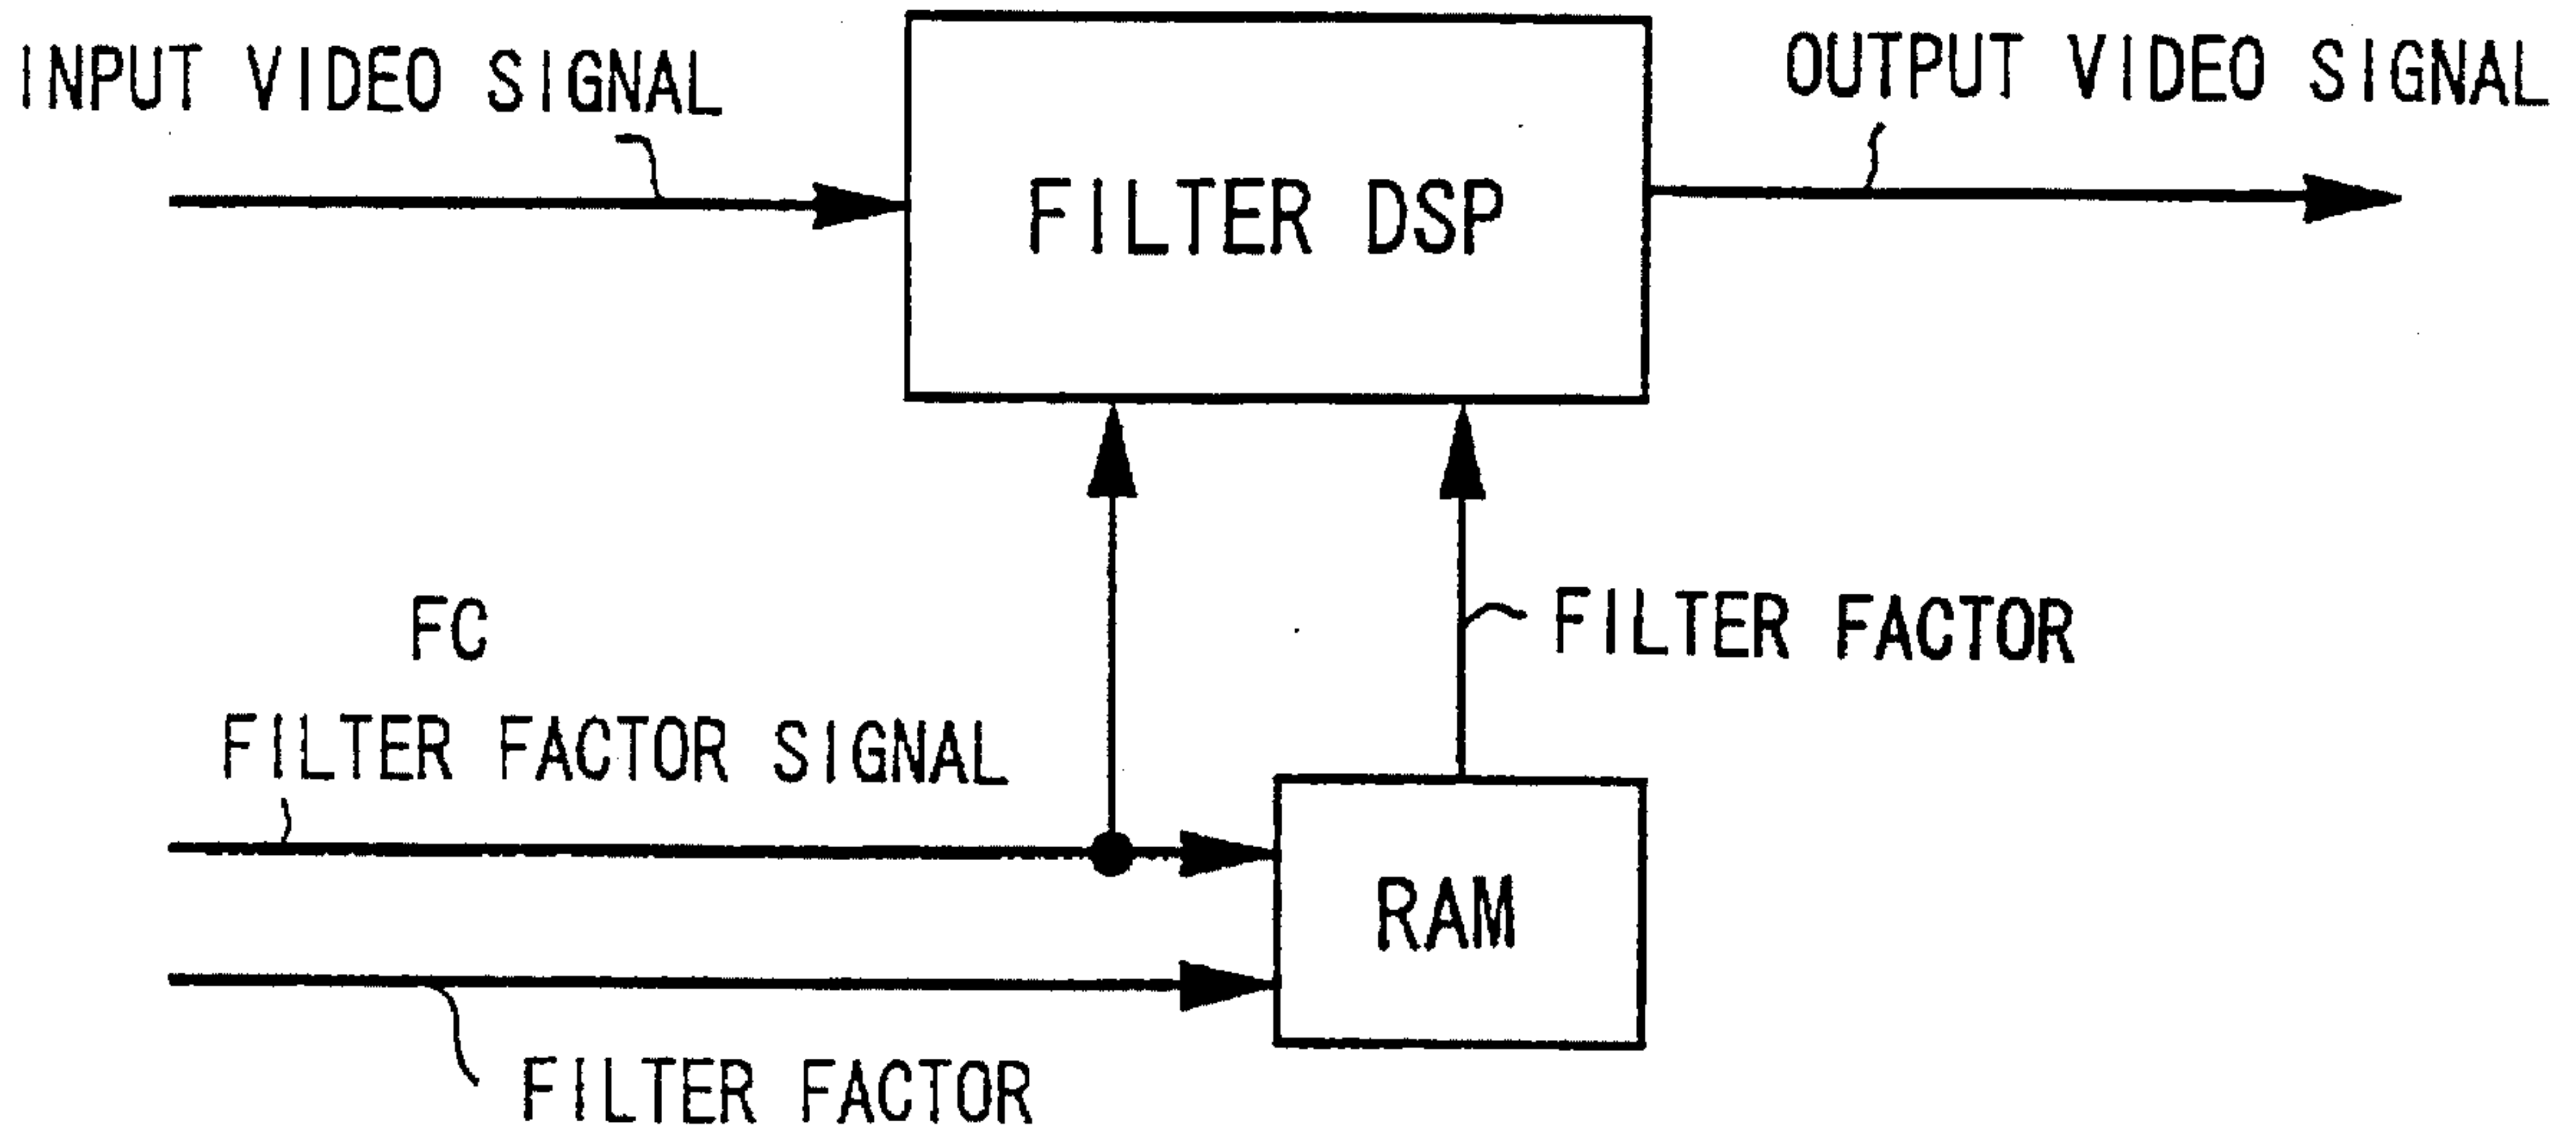 INPUT VIDEO SIGNAL
OUTPUT VIDEO SIGNAL
FILTER DSP
FC
FILTER FACTOR
FILTER FACTOR SIGNAL
RAM
FILTER FACTOR